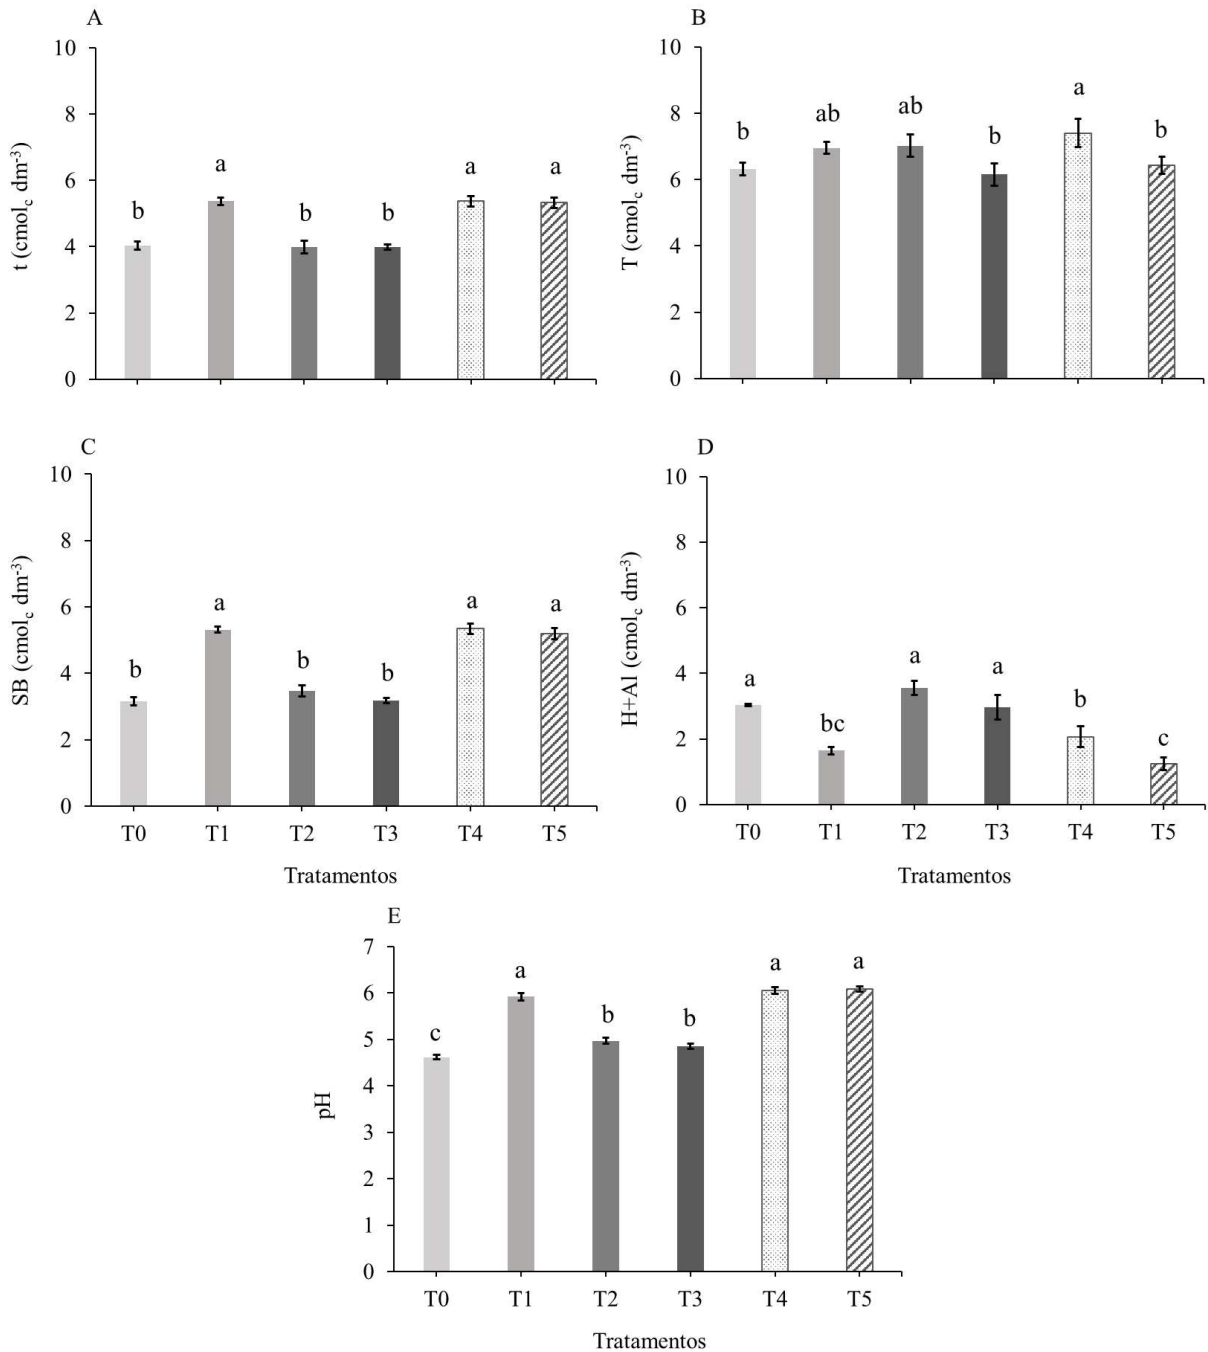 A
t (cmolc dm-3)
10
8
6
4
2
0
b
a
b
b
a
a
B
T (cmolc dm-3)
10
8
6
4
2
0
b
ab
ab
b
a
b
C
SB (cmolc dm-3)
10
8
6
4
2
0
b
a
b
b
a
a
T0 T1 T2 T3 T4 T5
Tratamentos
D
H+Al (cmolc dm-3)
10
8
6
4
2
0
a
bc
a
a
b
c
T0 T1 T2 T3 T4 T5
Tratamentos
E
pH
7
6
5
4
3
2
1
0
c
a
b
b
a
a
T0 T1 T2 T3 T4 T5
Tratamentos